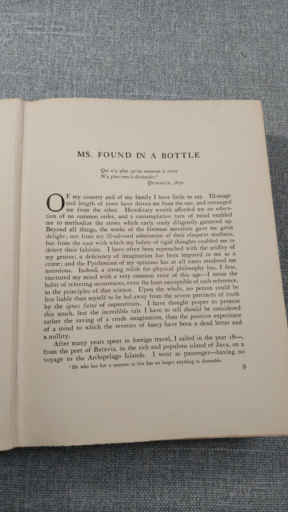 MS. FOUND IN A BOTTLE
Qui n'a plus qu'un moment a vivre
N'a plus rien à dissimuler.¹
QUINAULT, Atys
OF my country and of my family I have little to say. Ill-usage
and length of years have driven me from the one, and estranged
me from the other. Hereditary wealth afforded me an educa-
tion of no common order, and a contemplative turn of mind enabled
me to methodize the stores which early study diligently garnered up.
Beyond all things, the works of the German moralists gave me great
delight; not from any ill-advised admiration of their eloquent madness,
but from the ease with which my habits of rigid thoughts enabled me to
detect their falsities. I have often been reproached with the aridity of
my genius; a deficiency of imagination has been imputed to me as a
crime; and the Pyrrhonism of my opinions has at all times rendered me
notorious. Indeed, a strong relish for physical philosophy has, I fear,
tinctured my mind with a very common error of this age—I mean the
habit of referring occurrences, even the least susceptible of such reference,
to the principles of that science. Upon the whole, no person could be
less liable than myself to be led away from the severe precincts of truth
by the ignes fatui of superstition. I have thought proper to premise
this much, lest the incredible tale I have to tell should be considered
rather the raving of a crude imagination, than the positive experience
of a mind to which the reveries of fancy have been a dead letter and
a nullity.
After many years spent in foreign travel, I sailed in the year 18—,
from the port of Batavia, in the rich and populous island of Java, on a
voyage to the Archipelago Islands. I went as passenger—having no
¹ He who has but a moment to live has no longer anything to dissemble.